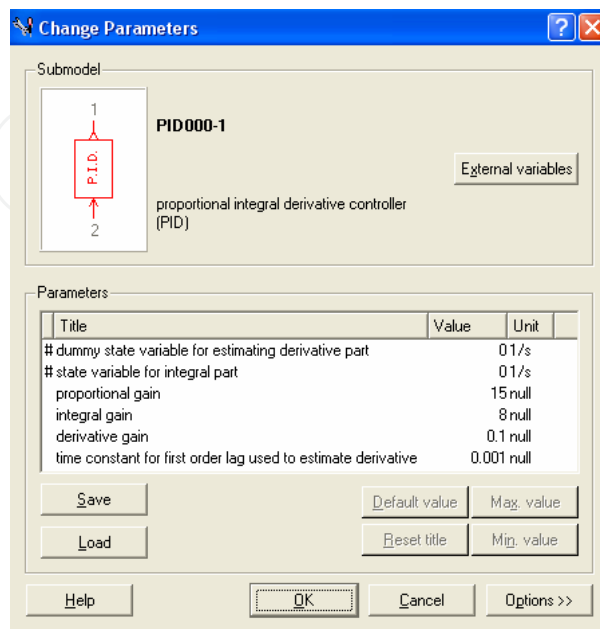 Change Parameters
Submodel
1
P.I.D.
2
PID000-1
External variables
proportional integral derivative controller
(PID)
Parameters
Title Value Unit
# dummy state variable for estimating derivative part 0 1/s
# state variable for integral part 0 1/s
proportional gain 15 null
integral gain 8 null
derivative gain 0.1 null
time constant for first order lag used to estimate derivative 0.001 null
Save Default value Max. value
Load Reset title Min. value
Help OK Cancel Options >>